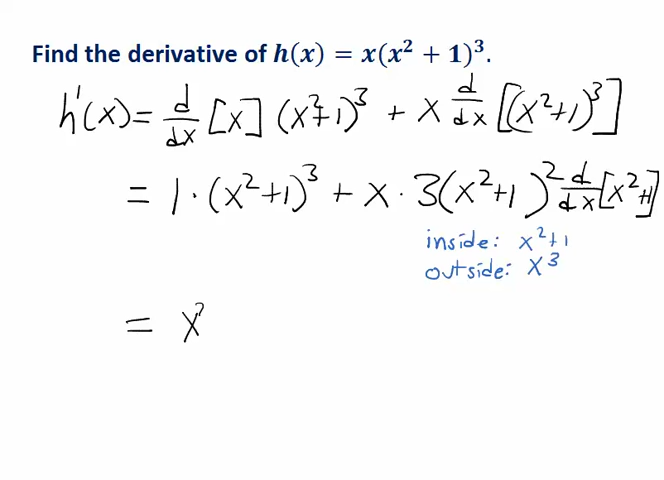 Find the derivative of h(x) = x(x² + 1)³.
h'(x) = d/dx [x] (x²+1)³ + x d/dx [(x²+1)³]
= 1 · (x²+1)³ + x · 3(x²+1)² d/dx [x²+1]
inside: x²+1
outside: x³
= x²